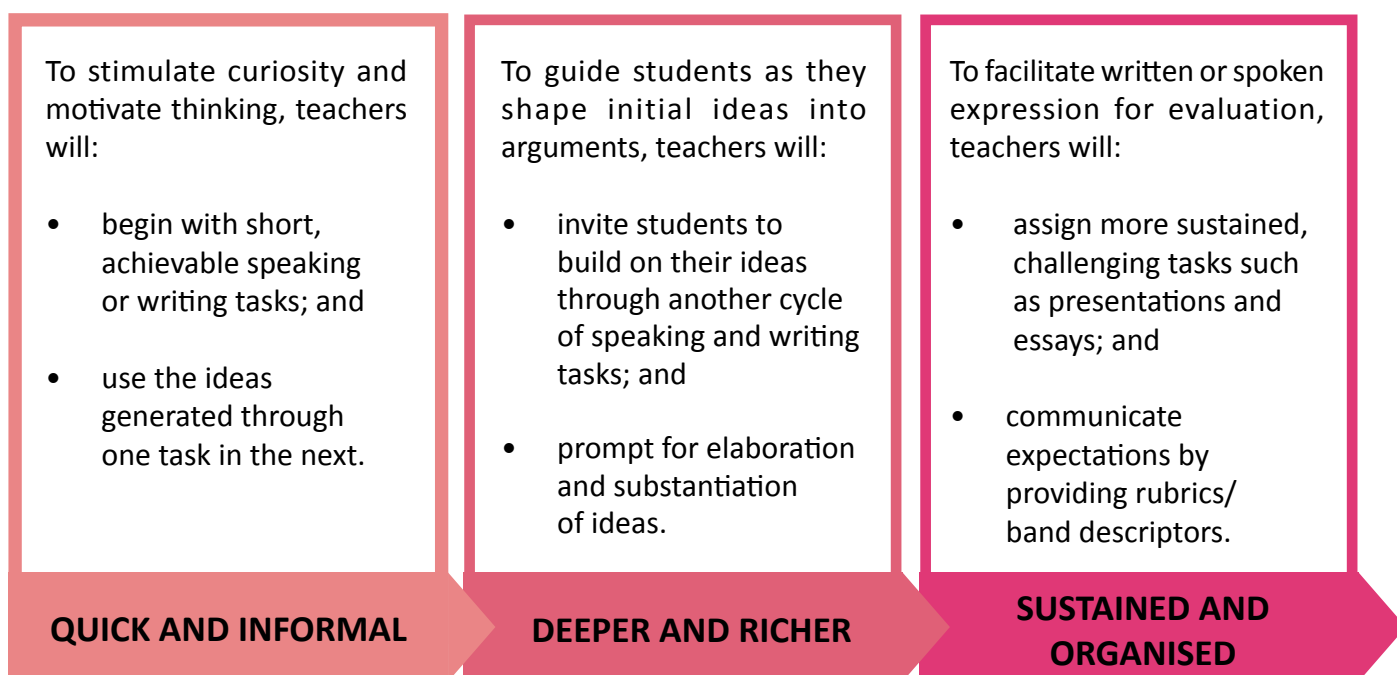 To stimulate curiosity and
motivate thinking, teachers
will:
• begin with short,
achievable speaking
or writing tasks; and
• use the ideas
generated through
one task in the next.
QUICK AND INFORMAL
To guide students as they
shape initial ideas into
arguments, teachers will:
• invite students to
build on their ideas
through another cycle
of speaking and writing
tasks; and
• prompt for elaboration
and substantiation
of ideas.
DEEPER AND RICHER
To facilitate written or spoken
expression for evaluation,
teachers will:
• assign more sustained,
challenging tasks such
as presentations and
essays; and
• communicate
expectations by
providing rubrics/
band descriptors.
SUSTAINED AND
ORGANISED